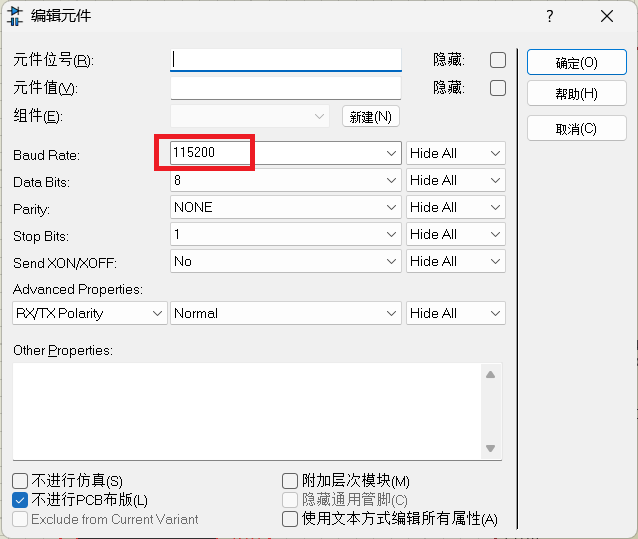 编辑元件 ?
元件位号(R): 隐藏: 确定(O)
元件值(V): 隐藏: 帮助(H)
组件(E): 新建(N) 取消(C)
Baud Rate: 115200 Hide All
Data Bits: 8 Hide All
Parity: NONE Hide All
Stop Bits: 1 Hide All
Send XON/XOFF: No Hide All
Advanced Properties:
RX/TX Polarity Normal Hide All
Other Properties:
不进行仿真(S) 附加层次模块(M)
不进行PCB布版(L) 隐藏通用管脚(C)
Exclude from Current Variant 使用文本方式编辑所有属性(A)